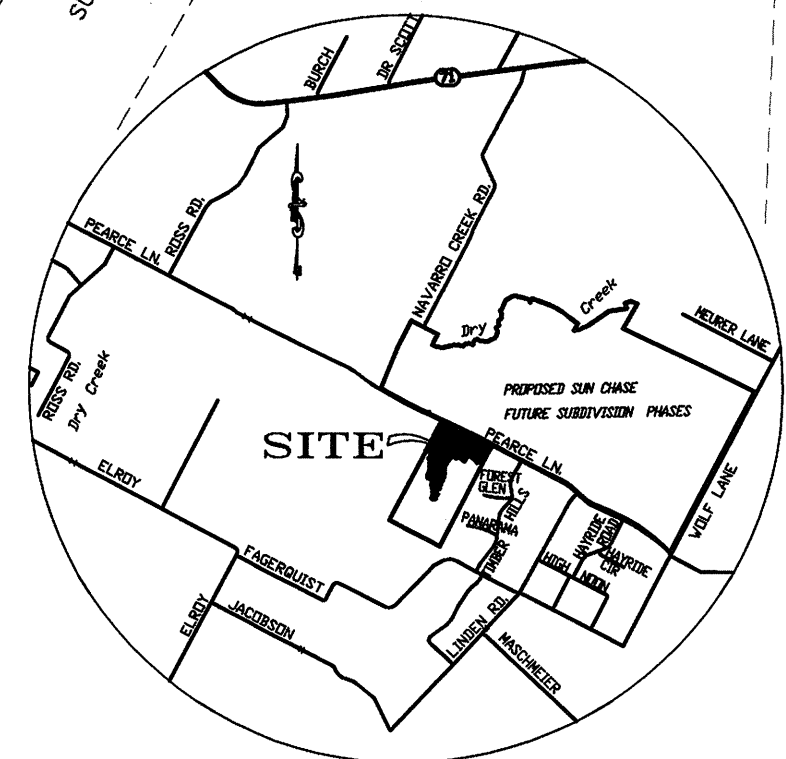 SU
BURCH
DR SCOTT
71
ROSS RD.
PEARCE LN.
NAVARRO CREEK RD.
Dry Creek
MEURER LANE
ROSS RD.
Dry Creek
PROPOSED SUN CHASE
FUTURE SUBDIVISION PHASES
SITE
PEARCE LN.
WOLF LANE
ELROY
FOREST
GLEN
TIMBER HILLS
PANARAMA
HAYRIDE
ROAD
HAYRIDE
CIR
HIGH NOON
FAGERQUIST
ELROY
JACOBSON
LINDEN RD.
MASCHMEIER